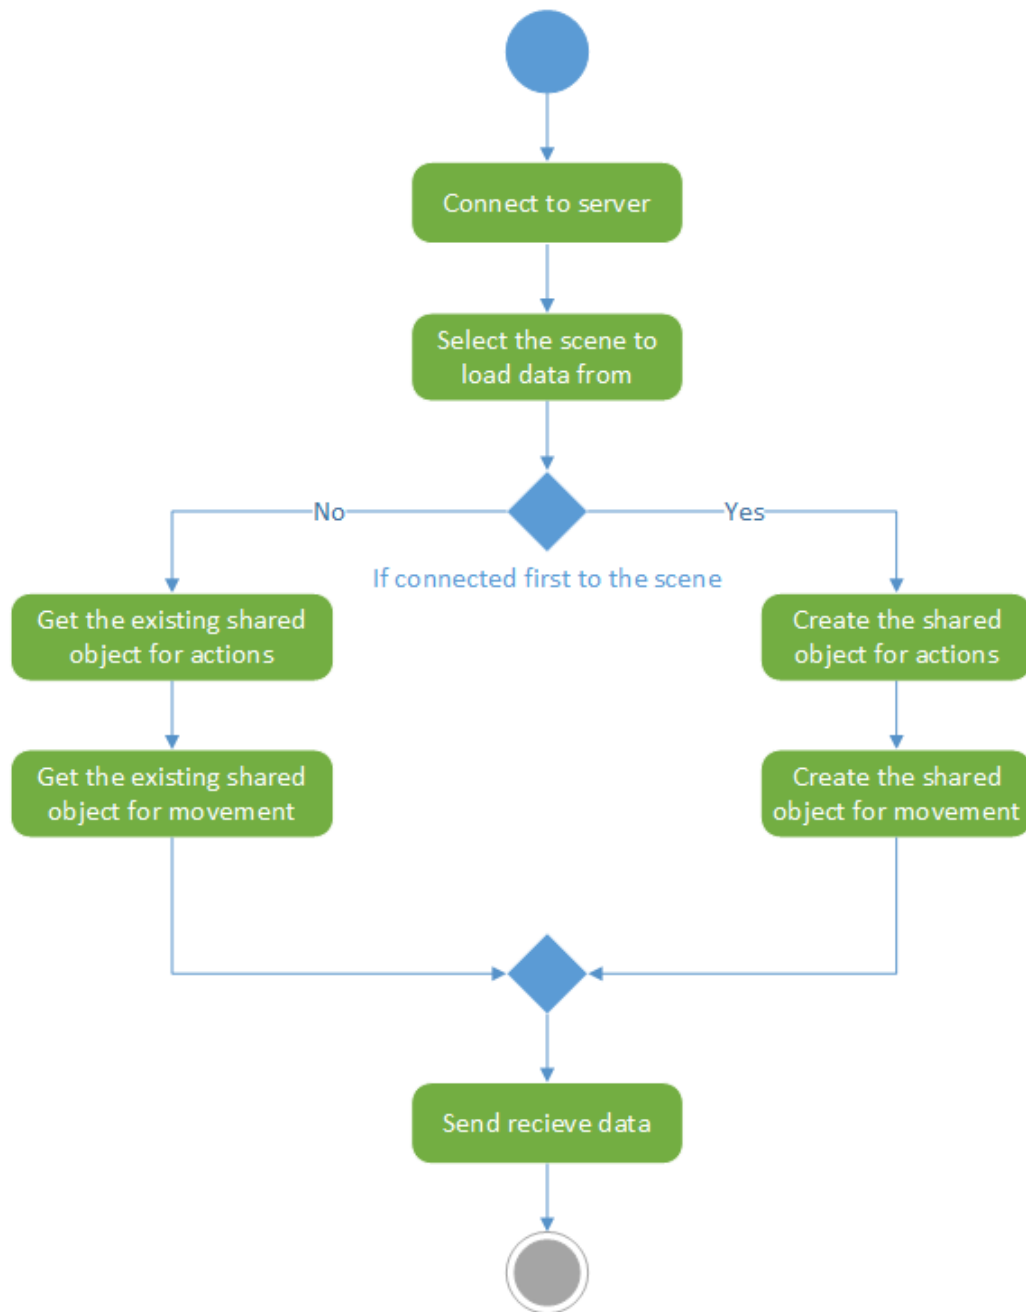 Connect to server
Select the scene to
load data from
No
Yes
If connected first to the scene
Get the existing shared
object for actions
Create the shared
object for actions
Get the existing shared
object for movement
Create the shared
object for movement
Send recieve data